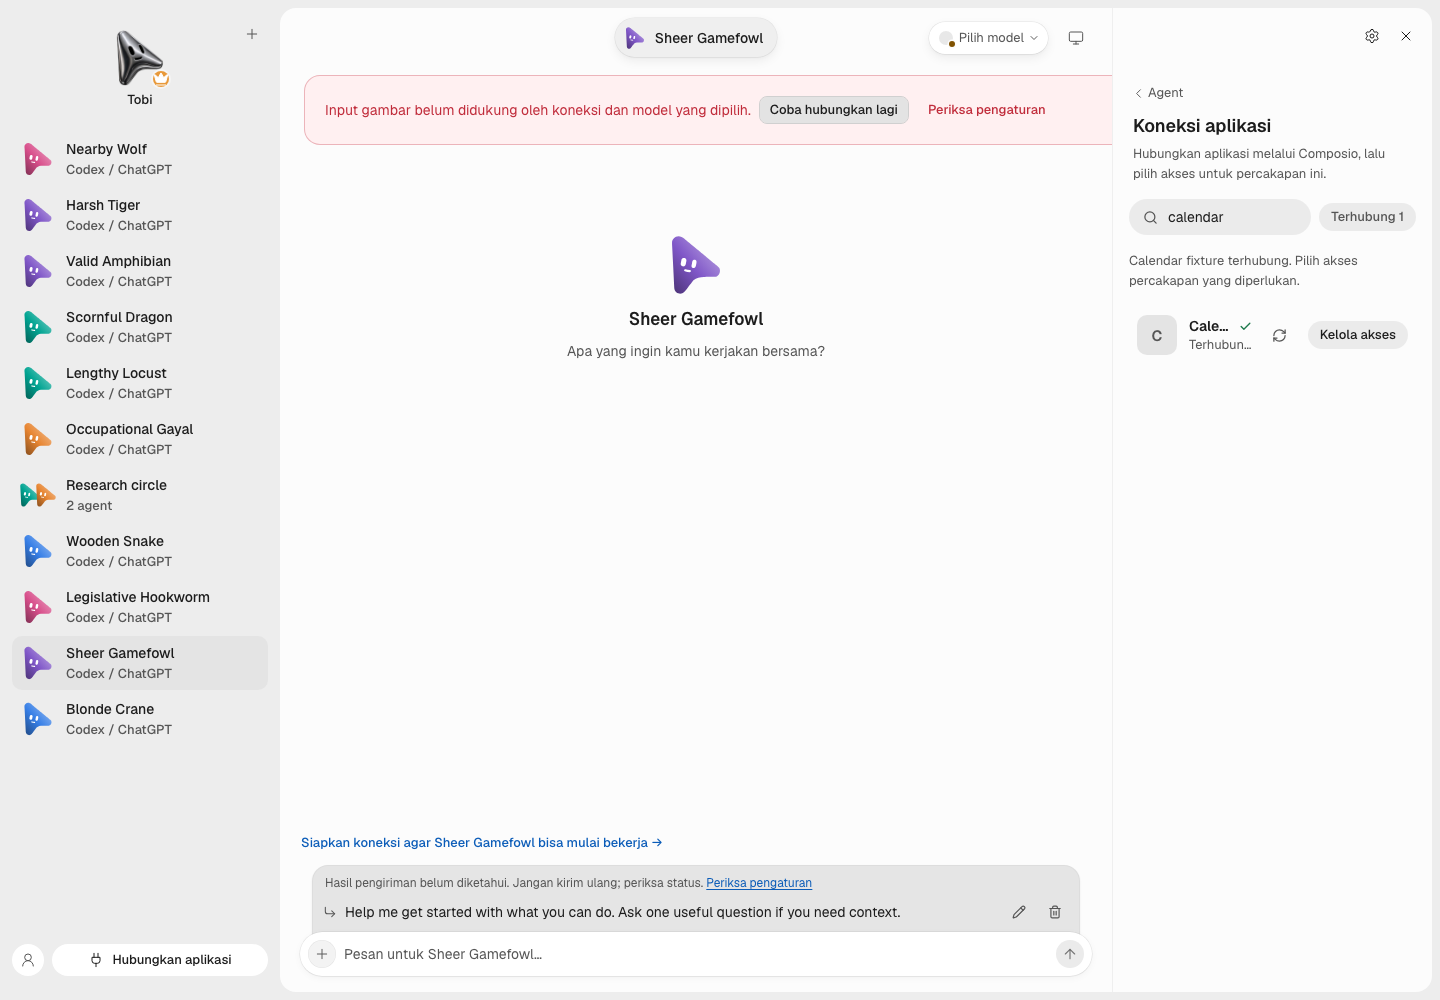 Tobi
Nearby Wolf
Codex / ChatGPT
Harsh Tiger
Codex / ChatGPT
Valid Amphibian
Codex / ChatGPT
Scornful Dragon
Codex / ChatGPT
Lengthy Locust
Codex / ChatGPT
Occupational Gayal
Codex / ChatGPT
Research circle
2 agent
Wooden Snake
Codex / ChatGPT
Legislative Hookworm
Codex / ChatGPT
Sheer Gamefowl
Codex / ChatGPT
Blonde Crane
Codex / ChatGPT
Hubungkan aplikasi
Sheer Gamefowl
Pilih model
Input gambar belum didukung oleh koneksi dan model yang dipilih. Coba hubungkan lagi Periksa pengaturan
Sheer Gamefowl
Apa yang ingin kamu kerjakan bersama?
Siapkan koneksi agar Sheer Gamefowl bisa mulai bekerja →
Hasil pengiriman belum diketahui. Jangan kirim ulang; periksa status. Periksa pengaturan
Help me get started with what you can do. Ask one useful question if you need context.
Pesan untuk Sheer Gamefowl...
Agent
Koneksi aplikasi
Hubungkan aplikasi melalui Composio, lalu
pilih akses untuk percakapan ini.
calendar Terhubung 1
Calendar fixture terhubung. Pilih akses
percakapan yang diperlukan.
C
Cale...
Terhubun...
Kelola akses